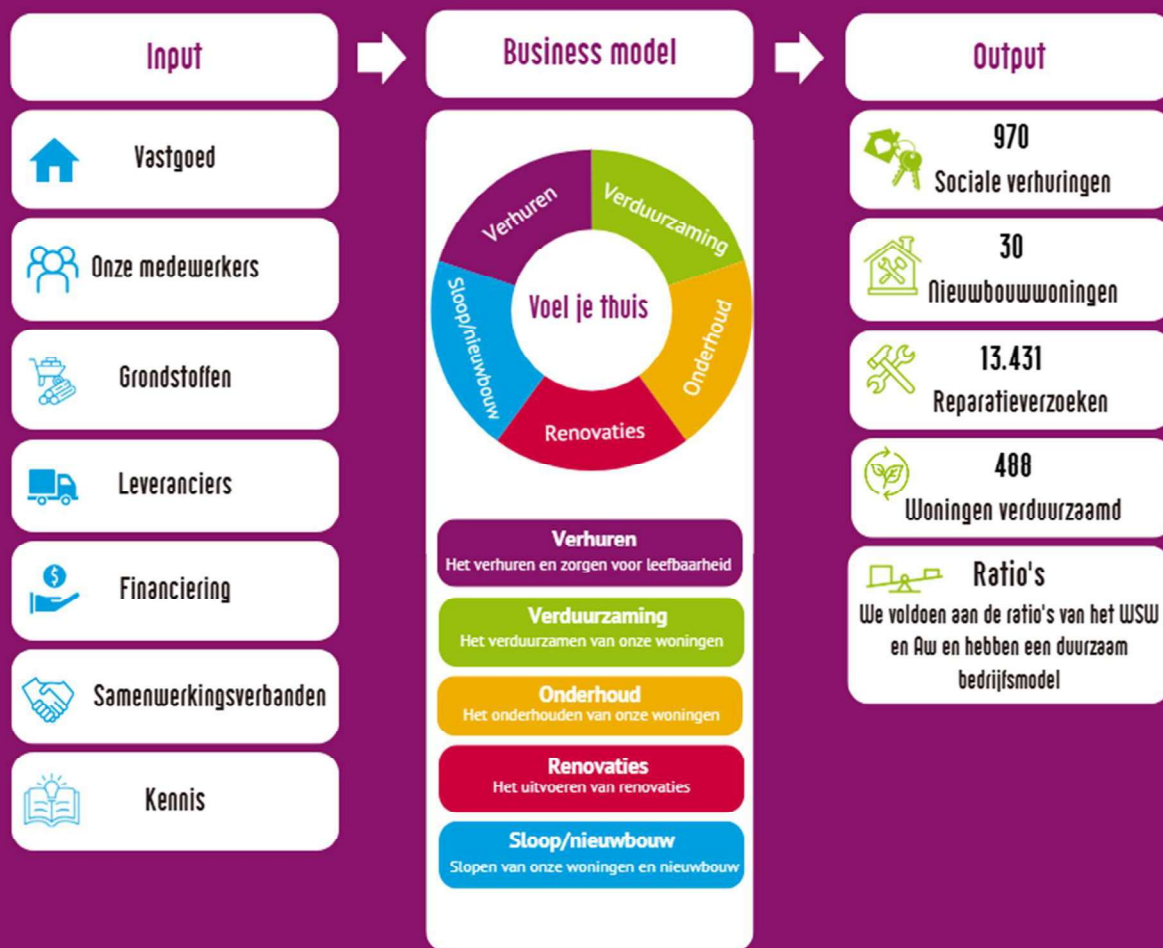 Input
Business model
Output
Vastgoed
Onze medewerkers
Grondstoffen
Leveranciers
Financiering
Samenwerkingsverbanden
Kennis
Verhuren
Verduurzaming
Onderhoud
Renovaties
Sloop/nieuwbouw
Voel je thuis
Verhuren
Het verhuren en zorgen voor leefbaarheid
Verduurzaming
Het verduurzamen van onze woningen
Onderhoud
Het onderhouden van onze woningen
Renovaties
Het uitvoeren van renovaties
Sloop/nieuwbouw
Slopen van onze woningen en nieuwbouw
970
Sociale verhuringen
30
Nieuwbouwwoningen
13.431
Reparatieverzoeken
488
Woningen verduurzaamd
Ratio's
We voldoen aan de ratio's van het WSW
en Aw en hebben een duurzaam
bedrijfsmodel